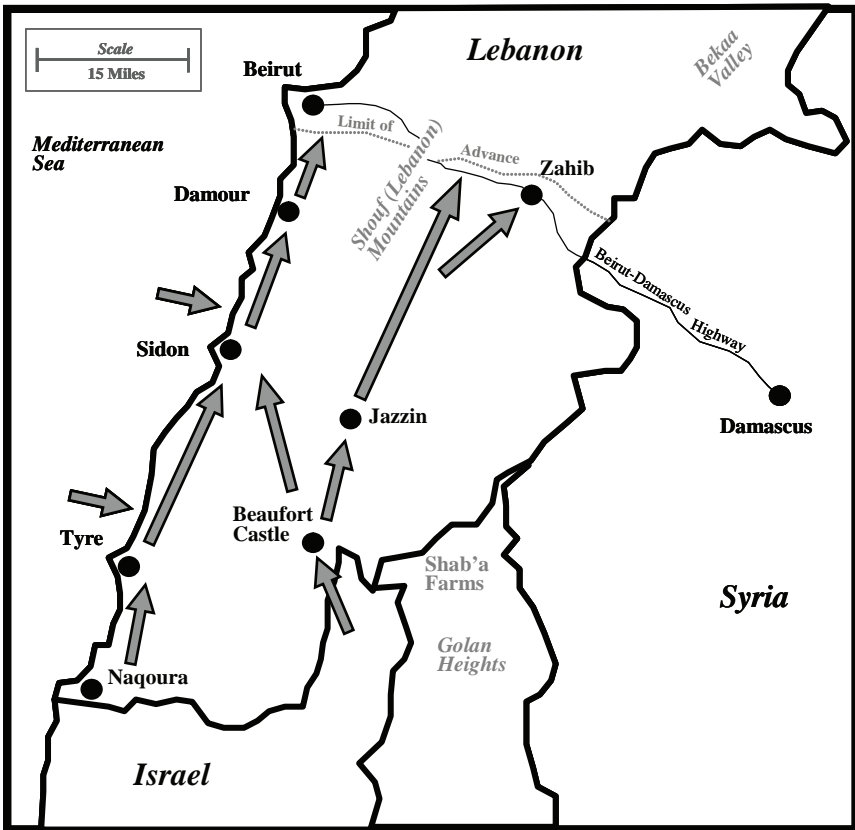 Scale
15 Miles
Lebanon
Bekaa
Valley
Beirut
Mediterranean
Sea
Limit of
Advance
Zahib
Damour
Shouf (Lebanon)
Mountains
Beirut-Damascus
Highway
Sidon
Jazzin
Damascus
Beaufort
Castle
Tyre
Shab'a
Farms
Syria
Golan
Heights
Naqoura
Israel